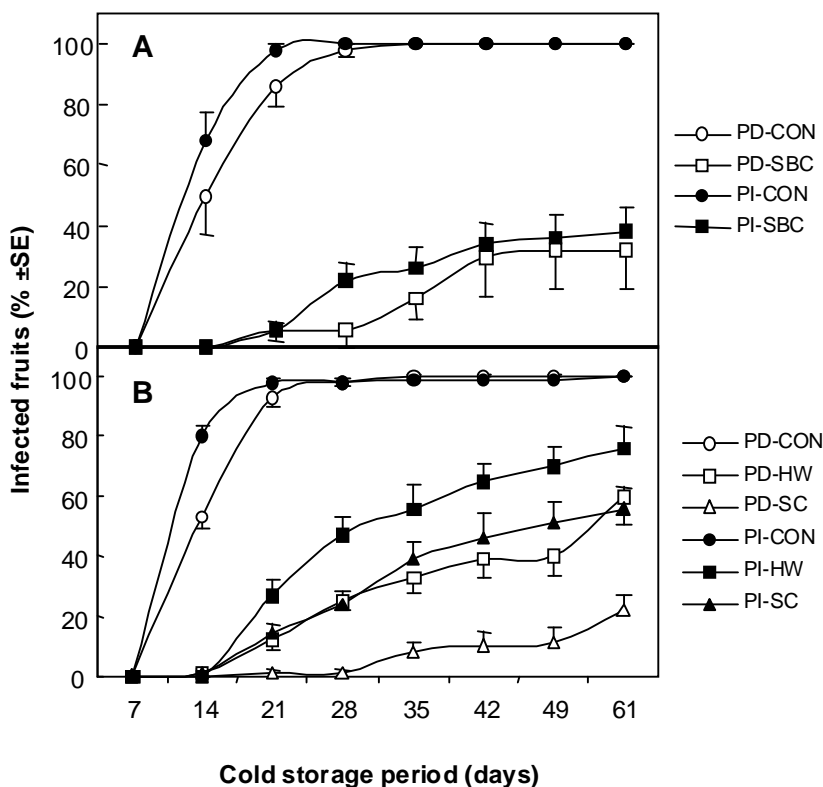 A
100
80
60
40
20
0
PD-CON
PD-SBC
PI-CON
PI-SBC
Infected fruits (% ±SE)
B
100
80
60
40
20
0
PD-CON
PD-HW
PD-SC
PI-CON
PI-HW
PI-SC
7 14 21 28 35 42 49 61
Cold storage period (days)